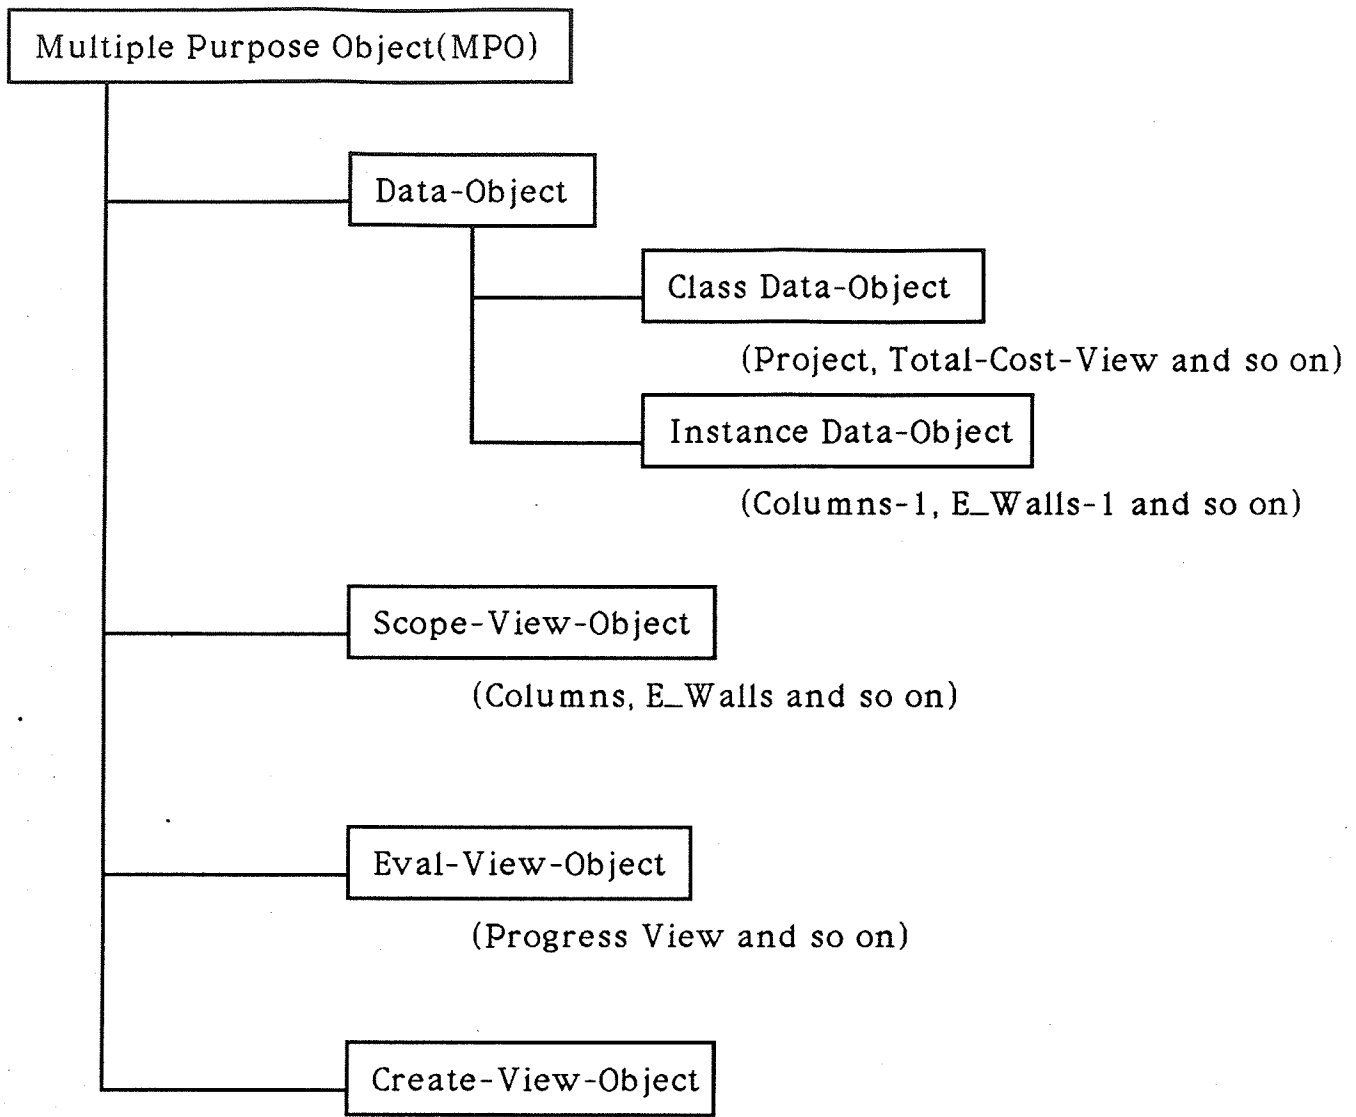 Multiple Purpose Object(MPO)
Data-Object
Class Data-Object
(Project, Total-Cost-View and so on)
Instance Data-Object
(Columns-1, E_Walls-1 and so on)
Scope-View-Object
(Columns, E_Walls and so on)
Eval-View-Object
(Progress View and so on)
Create-View-Object